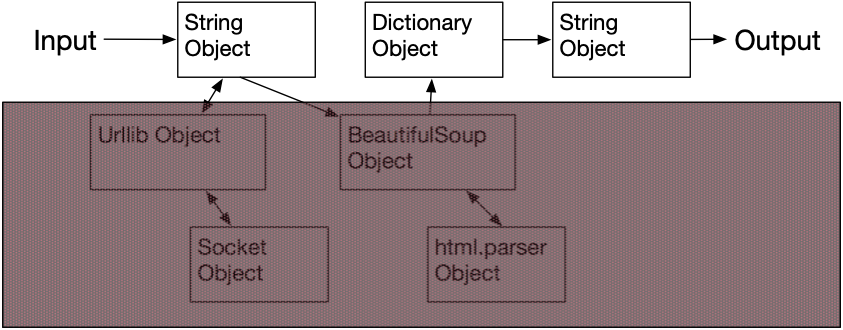 Input
String
Object
Dictionary
Object
String
Object
Output
Urllib Object
BeautifulSoup
Object
Socket
Object
html.parser
Object